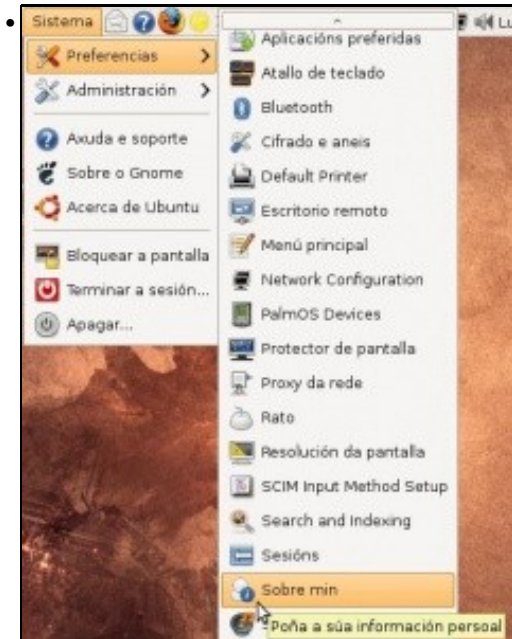 Sistema
Lu
Preferencias
Administración
Axuda e soporte
Sobre o Gnome
Acerca de Ubuntu
Bloquear a pantalla
Terminar a sesión...
Apagar...
Aplicacións preferidas
Atallo de teclado
Bluetooth
Cifrado e aneis
Default Printer
Escritorio remoto
Menú principal
Network Configuration
PalmOS Devices
Protector de pantalla
Proxy da rede
Rato
Resolución da pantalla
SCIM Input Method Setup
Search and Indexing
Sesións
Sobre min
Poña a súa información persoal